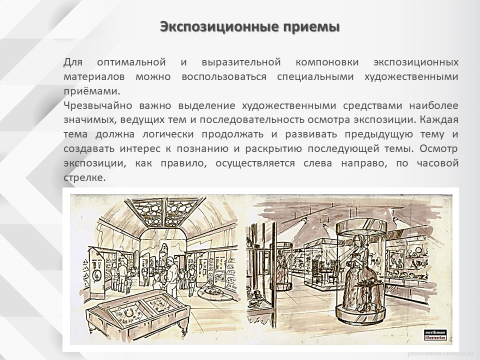 Экспозиционные приемы
Для оптимальной и выразительной компоновки экспозиционных
материалов можно воспользоваться специальными художественными
приёмами.
Чрезвычайно важно выделение художественными средствами наиболее
значимых, ведущих тем и последовательность осмотра экспозиции. Каждая
тема должна логически продолжать и развивать предыдущую тему и
создавать интерес к познанию и раскрытию последующей темы. Осмотр
экспозиции, как правило, осуществляется слева направо, по часовой
стрелке.